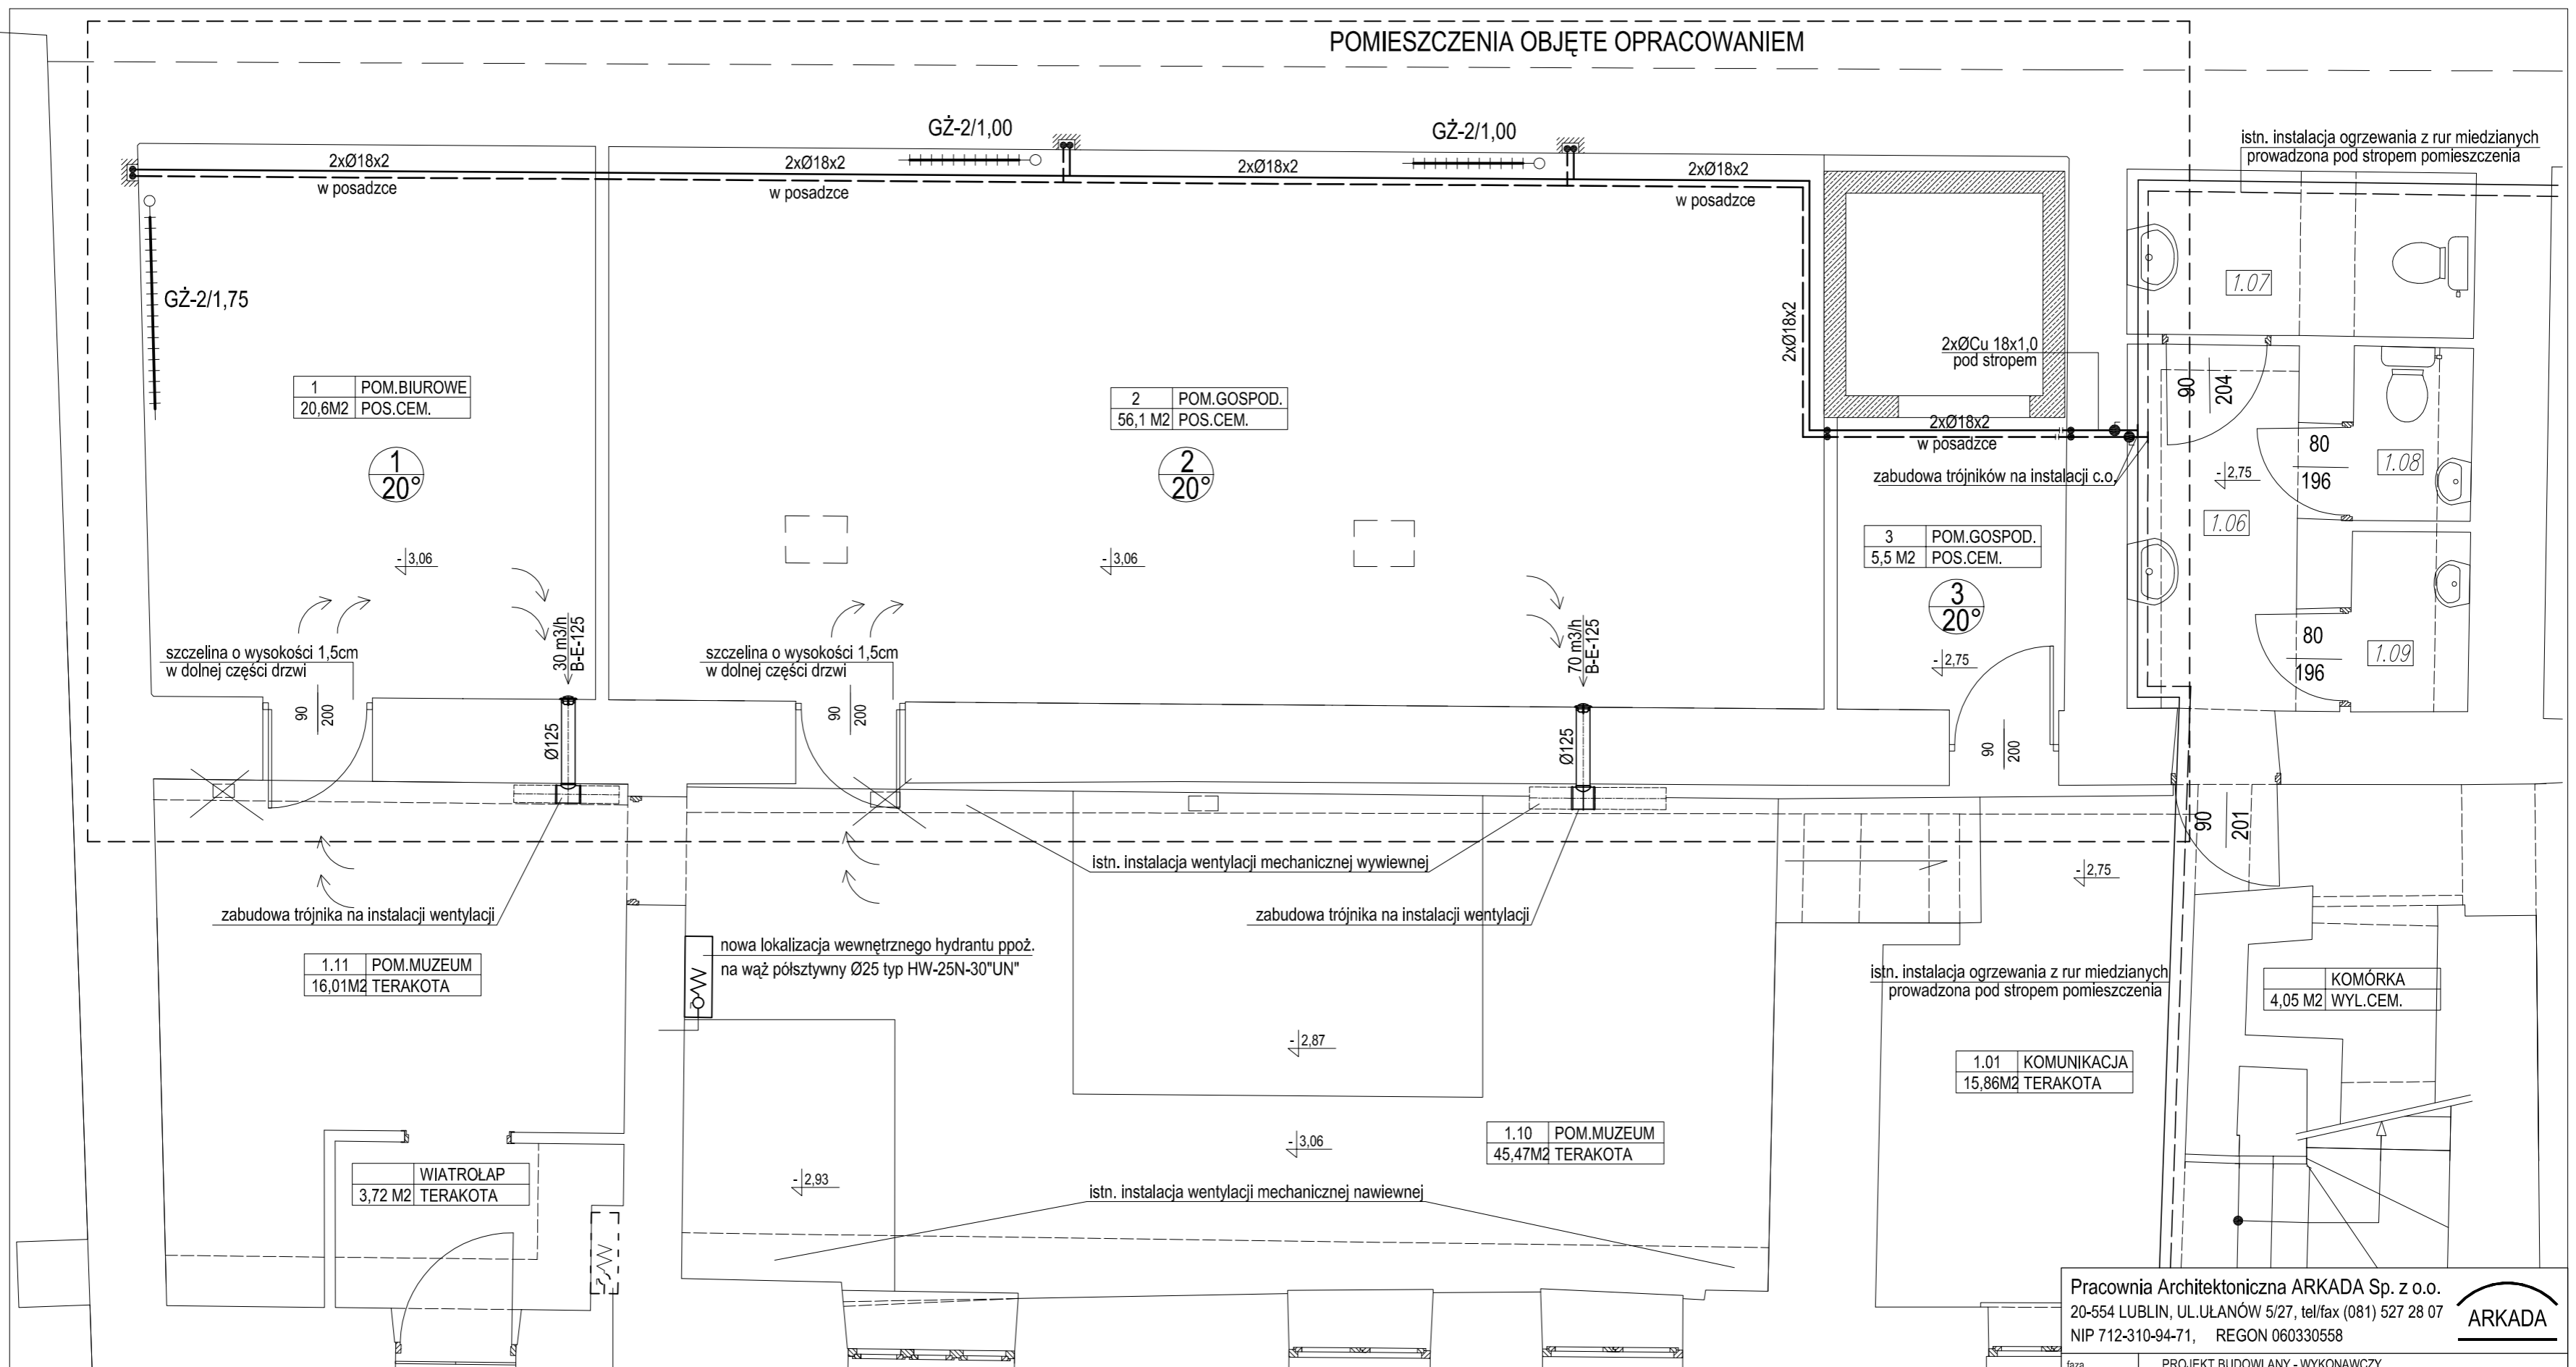 POMIESZCZENIA OBJĘTE OPRACOWANIEM
GŻ-2/1,00
GŻ-2/1,00
istn. instalacja ogrzewania z rur miedzianych
prowadzona pod stropem pomieszczenia
2xØ18x2
w posadzce
2xØ18x2
w posadzce
2xØ18x2
2xØ18x2
w posadzce
GŻ-2/1,75
1.07
2xØ18x2
2xØCu 18x1,0
pod stropem
90
204
1 POM.BIUROWE
20,6M2 POS.CEM.
2 POM.GOSPOD.
56,1 M2 POS.CEM.
2xØ18x2
w posadzce
80
196
1.08
1
20°
2
20°
zabudowa trójników na instalacji c.o.
-2,75
1.06
3 POM.GOSPOD.
5,5 M2 POS.CEM.
-3,06
-3,06
3
20°
30 m3/h
B-E-125
70 m3/h
B-E-125
80
196
1.09
szczelina o wysokości 1,5cm
w dolnej części drzwi
szczelina o wysokości 1,5cm
w dolnej części drzwi
-2,75
90
200
Ø125
90
200
Ø125
90
200
90
201
istn. instalacja wentylacji mechanicznej wywiewnej
-2,75
zabudowa trójnika na instalacji wentylacji
zabudowa trójnika na instalacji wentylacji
nowa lokalizacja wewnętrznego hydrantu ppoż.
na wąż półsztywny Ø25 typ HW-25N-30"UN"
1.11 POM.MUZEUM
16,01M2 TERAKOTA
istn. instalacja ogrzewania z rur miedzianych
prowadzona pod stropem pomieszczenia
KOMÓRKA
4,05 M2 WYL.CEM.
-2,87
1.01 KOMUNIKACJA
15,86M2 TERAKOTA
-3,06
1.10 POM.MUZEUM
45,47M2 TERAKOTA
WIATROŁAP
3,72 M2 TERAKOTA
-2,93
istn. instalacja wentylacji mechanicznej nawiewnej
Pracownia Architektoniczna ARKADA Sp. z o.o.
20-554 LUBLIN, UL.UŁANÓW 5/27, tel/fax (081) 527 28 07
NIP 712-310-94-71, REGON 060330558
ARKADA
faza PROJEKT BUDOWLANY - WYKONAWCZY